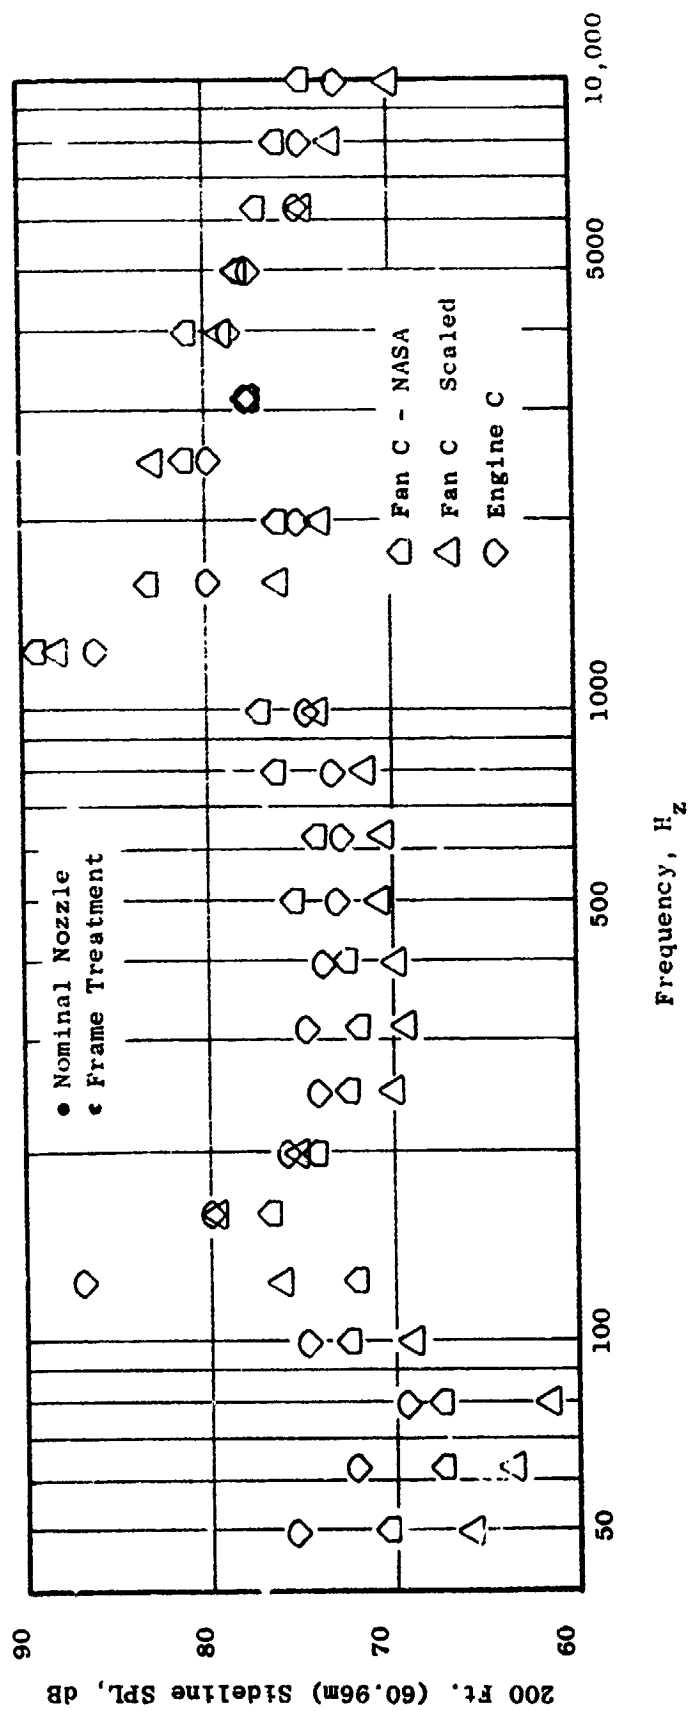 ● Nominal Nozzle
Frame Treatment
Fan C - NASA
Fan C Scaled
Engine C
90
80
70
60
200 Ft. (60.96m) Sideline SPL, dB
50
100
500
1000
5000
10,000
Frequency, Hz